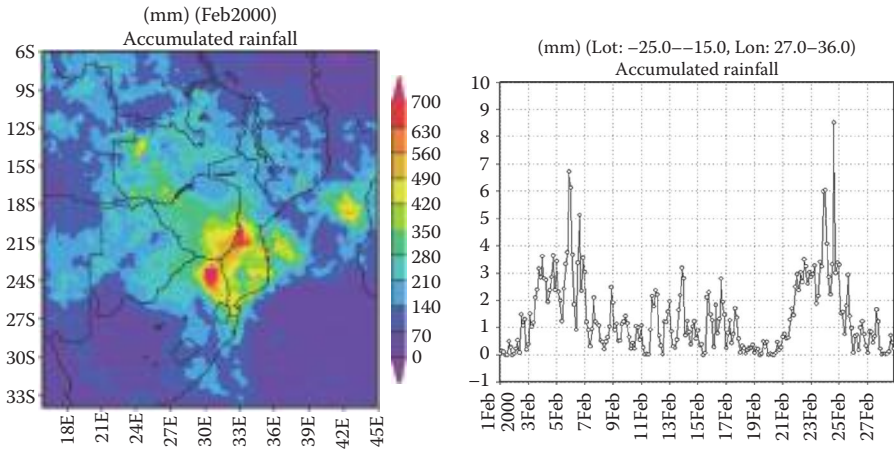 (mm) (Feb2000)
Accumulated rainfall
6S
9S
12S
15S
18S
21S
24S
27S
30S
33S
18E
21E
24E
27E
30E
33E
36E
39E
42E
45E
700
630
560
490
420
350
280
210
140
70
0
(mm) (Lot: −25.0−−15.0, Lon: 27.0−36.0)
Accumulated rainfall
10
9
8
7
6
5
4
3
2
1
0
−1
1Feb
2000
3Feb
5Feb
7Feb
9Feb
11Feb
13Feb
15Feb
17Feb
19Feb
21Feb
23Feb
25Feb
27Feb